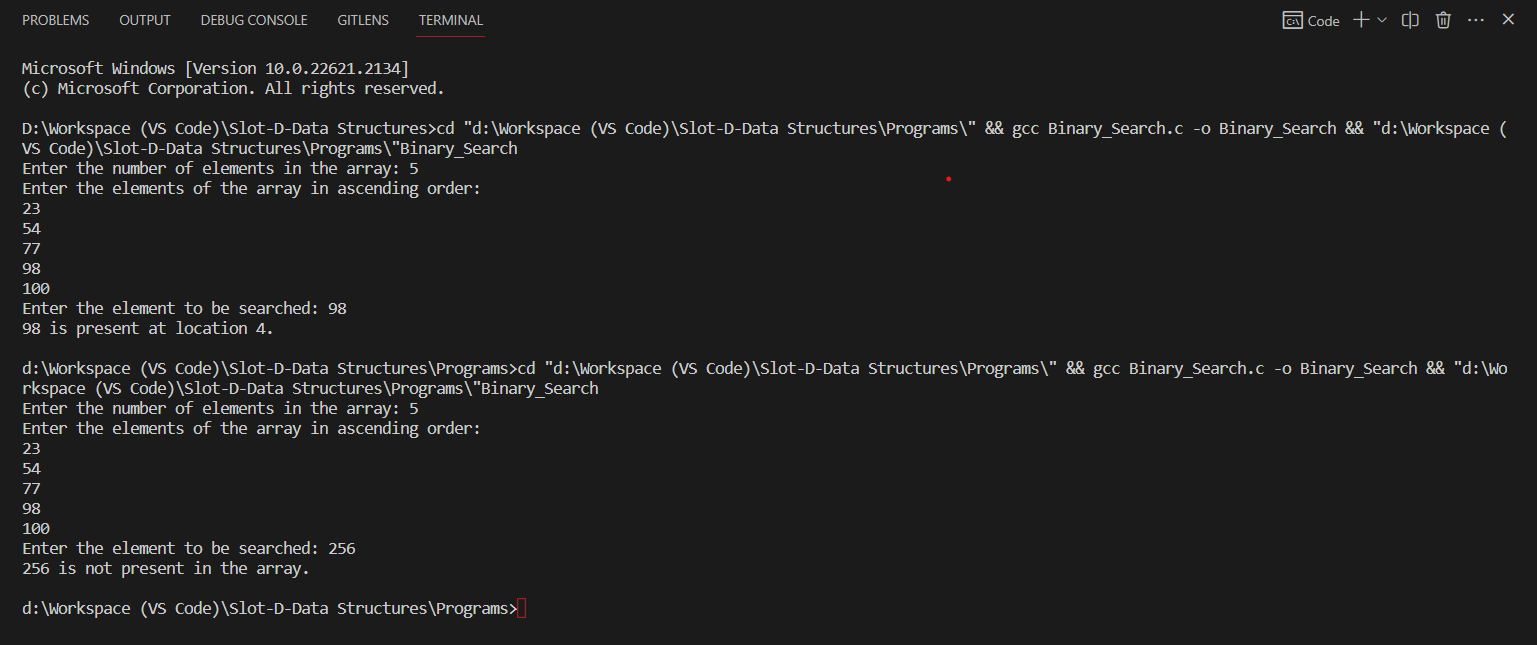 PROBLEMS OUTPUT DEBUG CONSOLE GITLENS TERMINAL Code
Microsoft Windows [Version 10.0.22621.2134]
(c) Microsoft Corporation. All rights reserved.
D:\Workspace (VS Code)\Slot-D-Data Structures>cd "d:\Workspace (VS Code)\Slot-D-Data Structures\Programs\" && gcc Binary_Search.c -o Binary_Search && "d:\Workspace (
VS Code)\Slot-D-Data Structures\Programs\"Binary_Search
Enter the number of elements in the array: 5
Enter the elements of the array in ascending order:
23
54
77
98
100
Enter the element to be searched: 98
98 is present at location 4.
d:\Workspace (VS Code)\Slot-D-Data Structures\Programs>cd "d:\Workspace (VS Code)\Slot-D-Data Structures\Programs\" && gcc Binary_Search.c -o Binary_Search && "d:\Wo
rkspace (VS Code)\Slot-D-Data Structures\Programs\"Binary_Search
Enter the number of elements in the array: 5
Enter the elements of the array in ascending order:
23
54
77
98
100
Enter the element to be searched: 256
256 is not present in the array.
d:\Workspace (VS Code)\Slot-D-Data Structures\Programs>